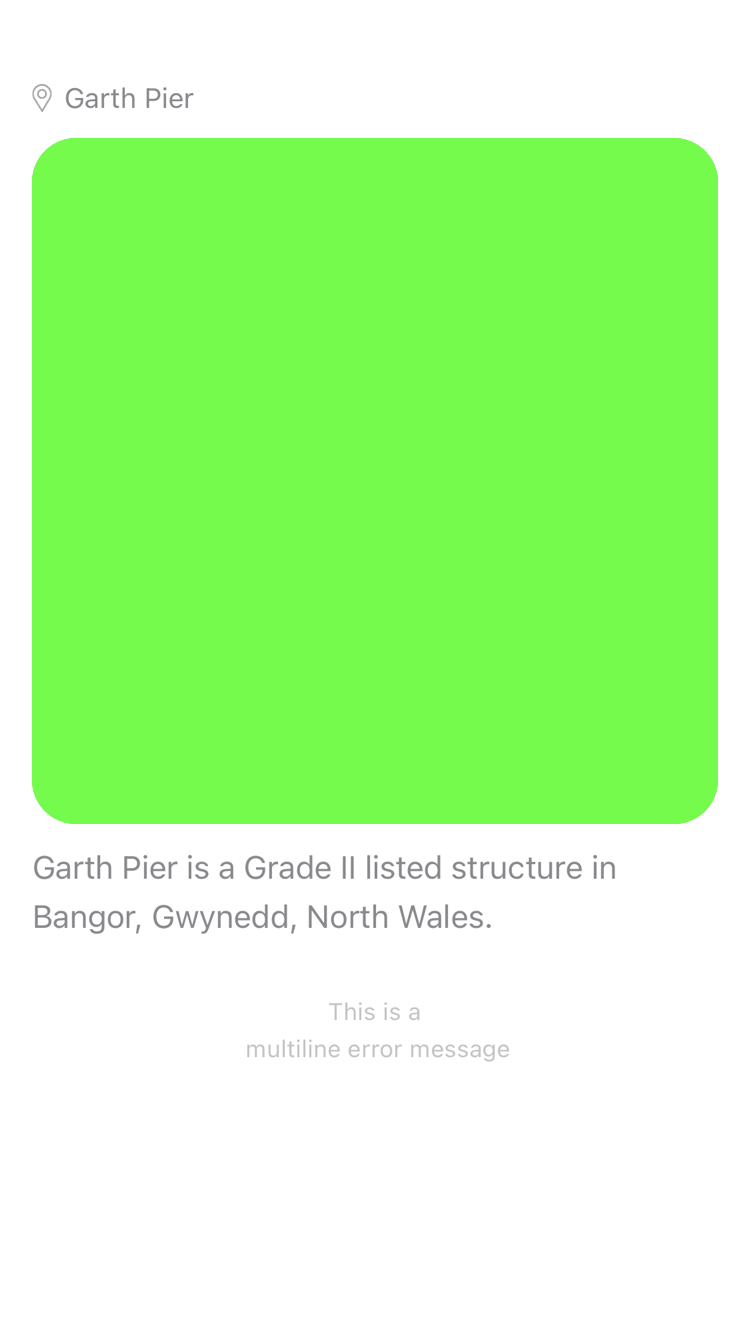 Garth Pier
Garth Pier is a Grade II listed structure in
Bangor, Gwynedd, North Wales.
This is a
multiline error message